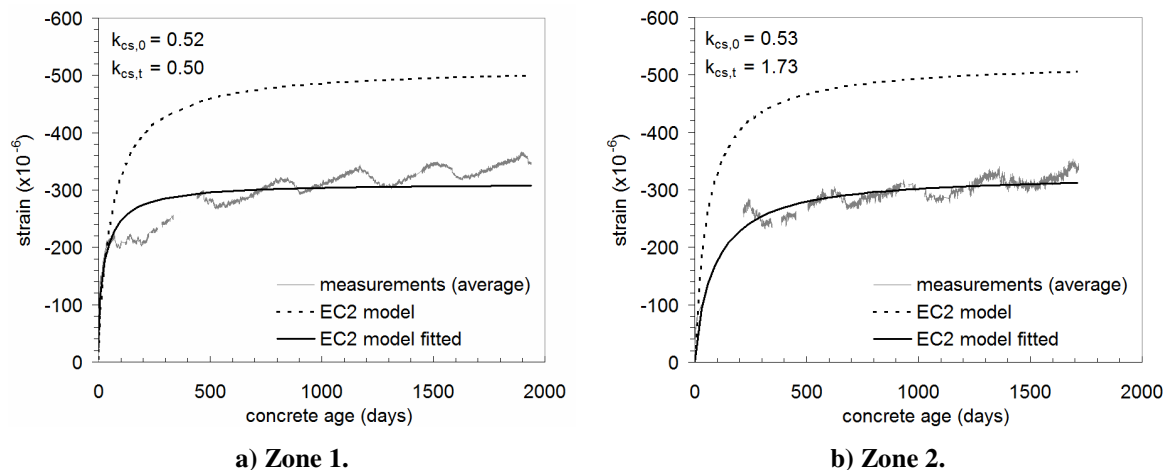 -600
-500
-400
-300
-200
-100
0
strain (x10⁻⁶)
k_cs,0 = 0.52
k_cs,t = 0.50
measurements (average)
EC2 model
EC2 model fitted
0 500 1000 1500 2000
concrete age (days)
a) Zone 1.
-600
-500
-400
-300
-200
-100
0
strain (x10⁻⁶)
k_cs,0 = 0.53
k_cs,t = 1.73
measurements (average)
EC2 model
EC2 model fitted
0 500 1000 1500 2000
concrete age (days)
b) Zone 2.